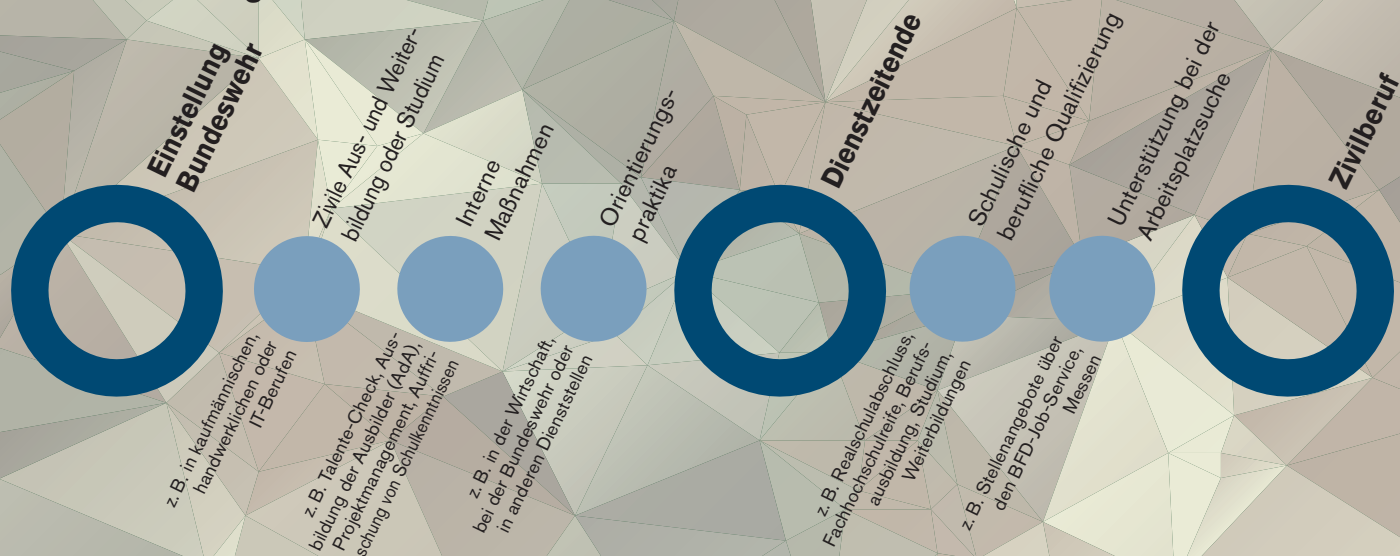 Einstellung
Bundeswehr
Zivile Aus- und Weiter-
bildung oder Studium
Interne
Maßnahmen
Orientierungs-
praktika
Dienstzeitende
Schulische und
berufliche Qualifizierung
Unterstützung bei der
Arbeitsplatzsuche
Zivilberuf
z. B. in kaufmännischen,
handwerklichen oder
IT-Berufen
z. B. Talente-Check, Aus-
bildung der Ausbilder (AdA),
Projektmanagement, Auffri-
schung von Schulkenntnissen
z. B. in der Wirtschaft,
bei der Bundeswehr oder
in anderen Dienststellen
z. B. Realschulabschluss,
Fachhochschulreife, Berufs-
ausbildung, Studium,
Weiterbildungen
z. B. Stellenangebote über
den BFD-Job-Service,
Messen